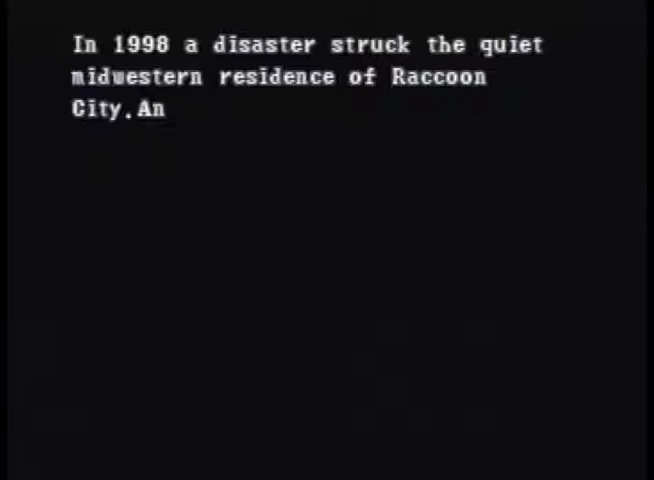 In 1998 a disaster struck the quiet
midwestern residence of Raccoon
City.An